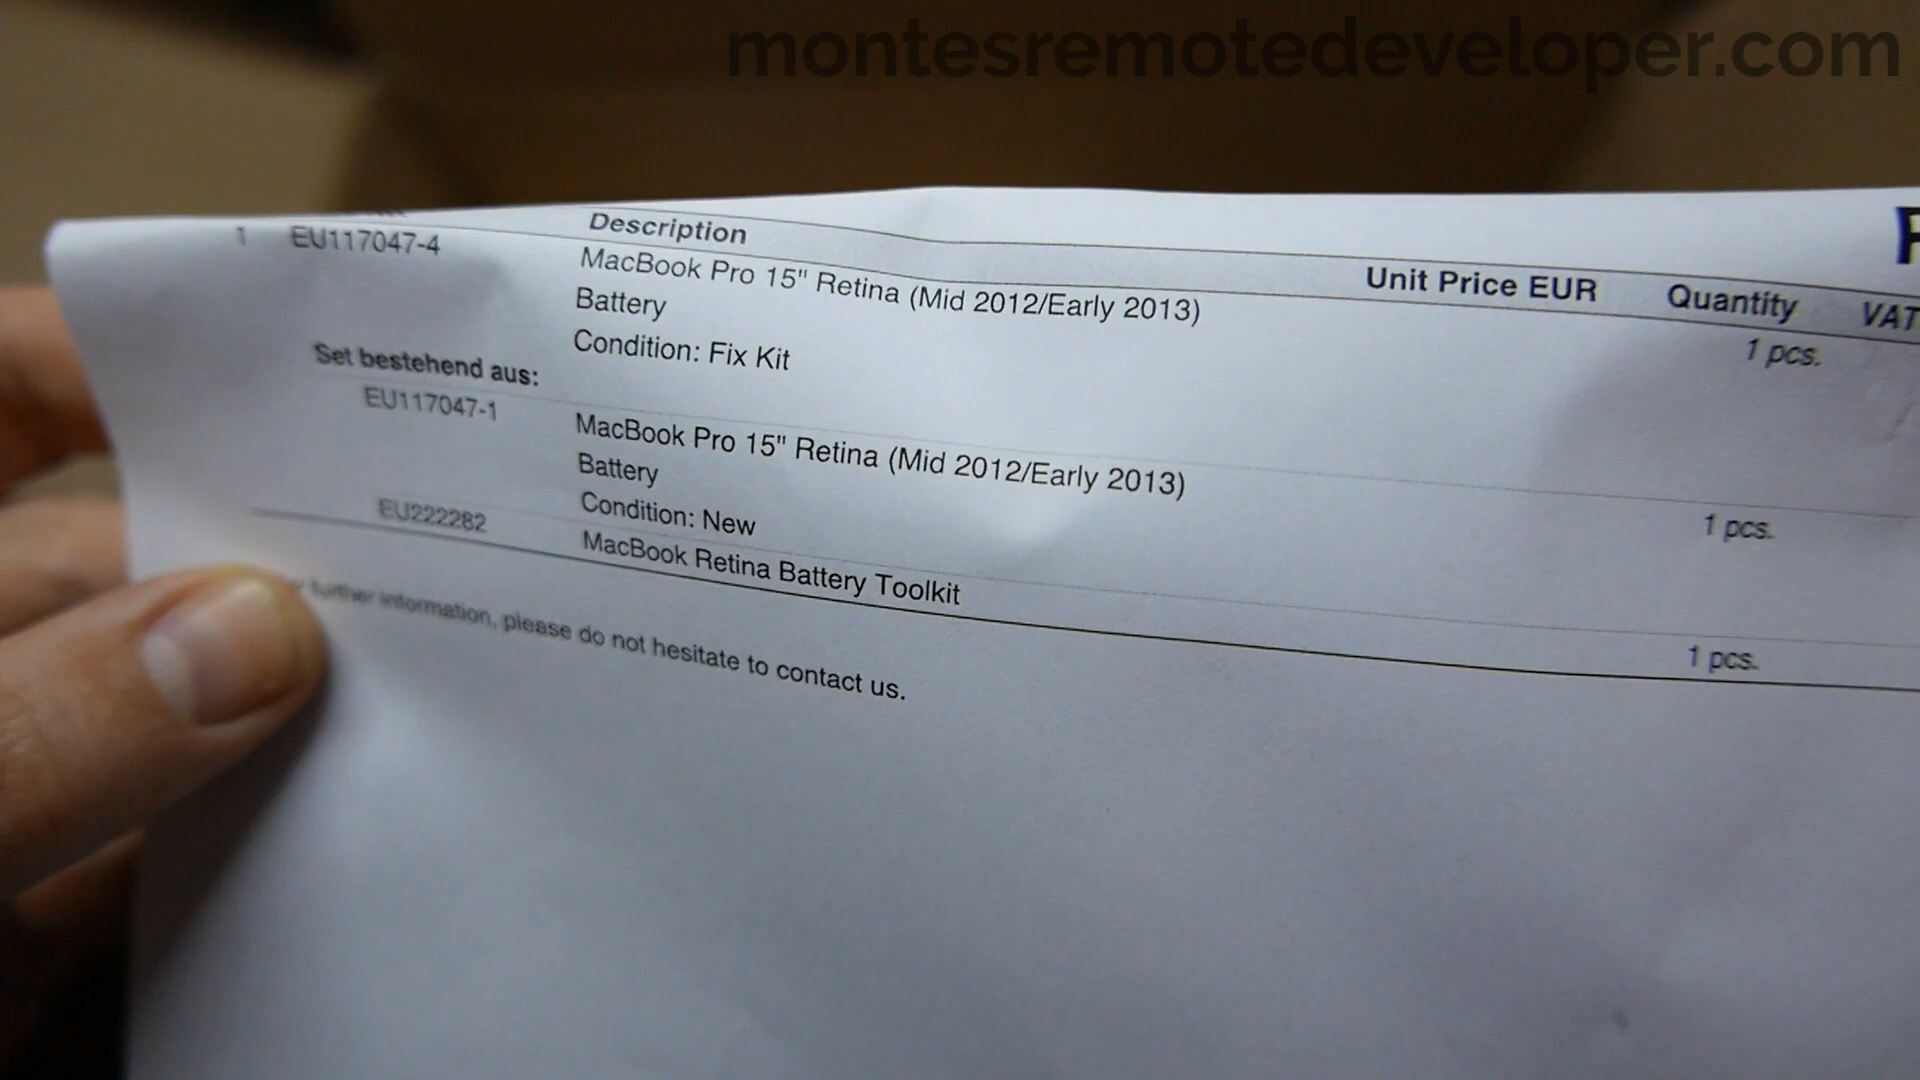 montesremotedeveloper.com
Description
Unit Price EUR Quantity VAT
1 EU117047-4 MacBook Pro 15" Retina (Mid 2012/Early 2013) 1 pcs.
Battery
Condition: Fix Kit
Set bestehend aus:
EU117047-1 MacBook Pro 15" Retina (Mid 2012/Early 2013) 1 pcs.
Battery
Condition: New
EU222282 MacBook Retina Battery Toolkit 1 pcs.
further information, please do not hesitate to contact us.